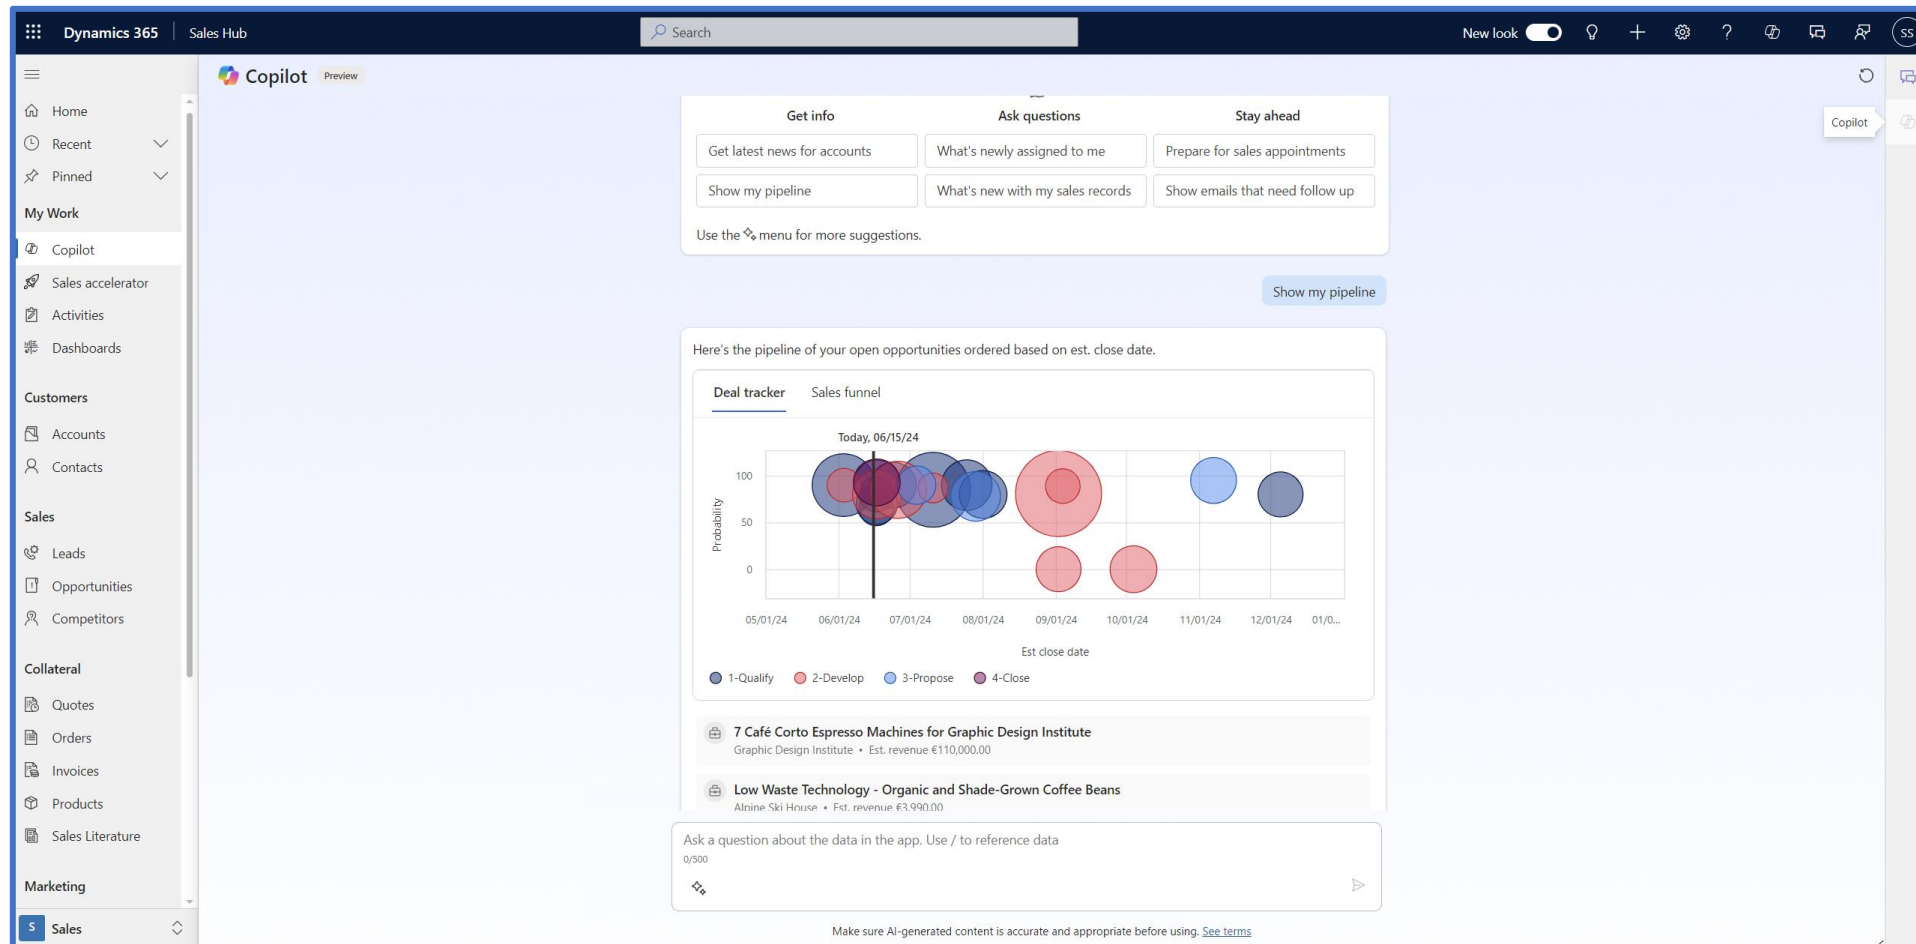 Dynamics 365
Sales Hub
Search
New look
SS
Copilot
Preview
Home
Recent
Pinned
My Work
Copilot
Sales accelerator
Activities
Dashboards
Customers
Accounts
Contacts
Sales
Leads
Opportunities
Competitors
Collateral
Quotes
Orders
Invoices
Products
Sales Literature
Marketing
S
Sales
Copilot
Get info
Ask questions
Stay ahead
Get latest news for accounts
What's newly assigned to me
Prepare for sales appointments
Show my pipeline
What's new with my sales records
Show emails that need follow up
Use the menu for more suggestions.
Show my pipeline
Here's the pipeline of your open opportunities ordered based on est. close date.
Deal tracker
Sales funnel
Today, 06/15/24
Probability
100
50
0
05/01/24
06/01/24
07/01/24
08/01/24
09/01/24
10/01/24
11/01/24
12/01/24
01/0...
Est close date
1-Qualify
2-Develop
3-Propose
4-Close
7 Café Corto Espresso Machines for Graphic Design Institute
Graphic Design Institute • Est. revenue €110,000.00
Low Waste Technology - Organic and Shade-Grown Coffee Beans
Alpine Ski House • Est. revenue €3,990.00
Ask a question about the data in the app. Use / to reference data
0/500
Make sure AI-generated content is accurate and appropriate before using. See terms